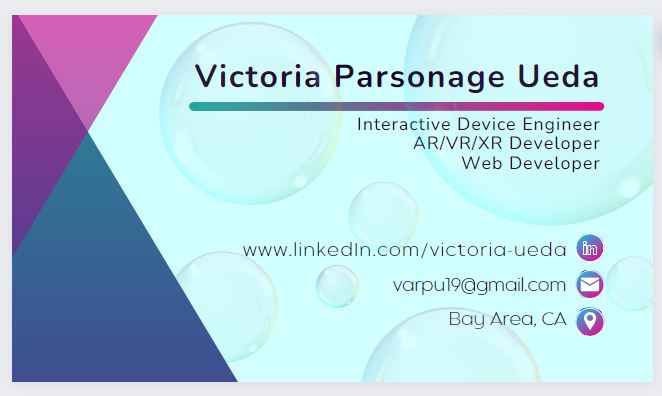 Victoria Parsonage Ueda
Interactive Device Engineer
AR/VR/XR Developer
Web Developer
www.linkedIn.com/victoria-ueda
in
varpu19@gmail.com
Bay Area, CA